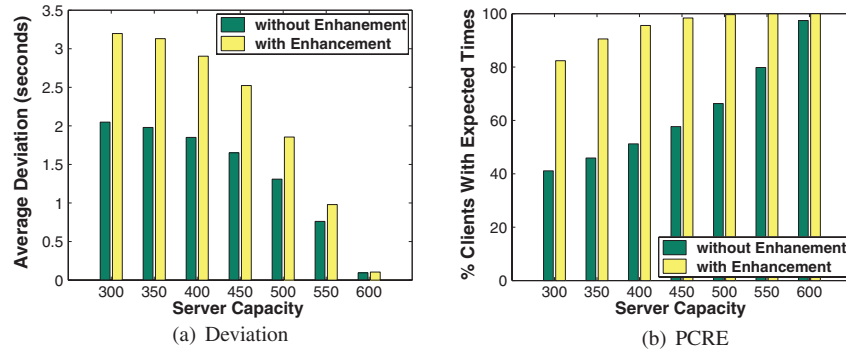 3.5
3
2.5
2
1.5
1
0.5
0
Average Deviation (seconds)
without Enhanement
with Enhancement
300 350 400 450 500 550 600
Server Capacity
(a) Deviation
100
80
60
40
20
0
% Clients With Expected Times
without Enhanement
with Enhancement
300 350 400 450 500 550 600
Server Capacity
(b) PCRE